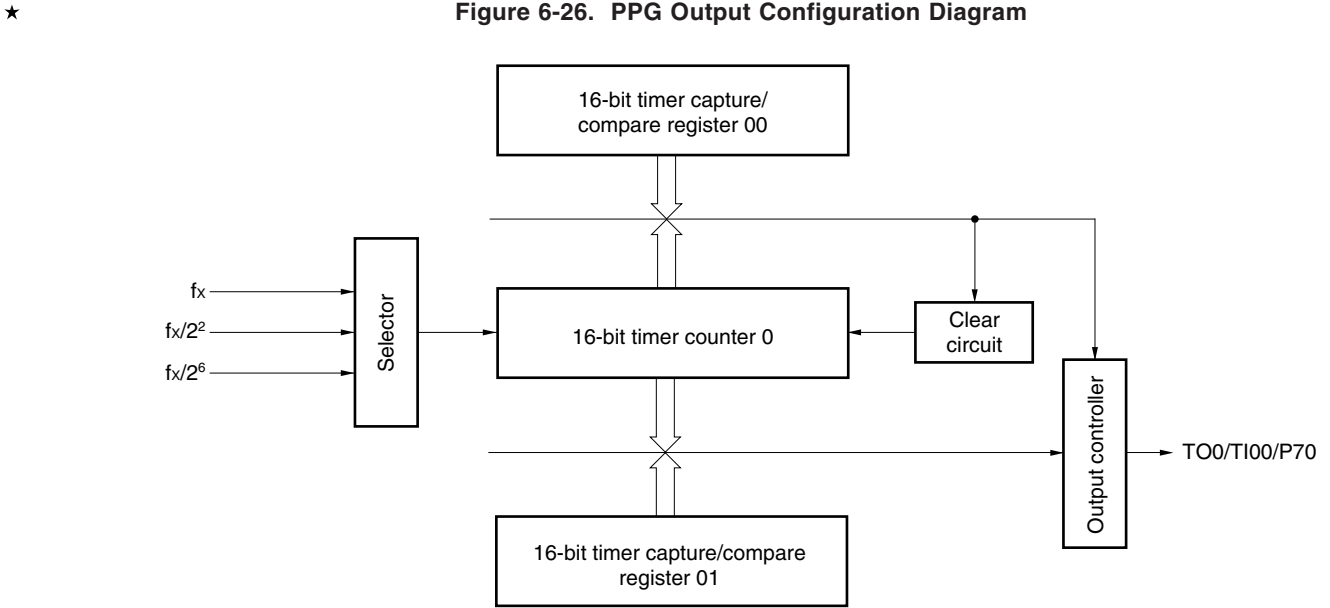 ★
Figure 6-26. PPG Output Configuration Diagram
16-bit timer capture/
compare register 00
fx
fx/2²
fx/2⁶
Selector
16-bit timer counter 0
Clear
circuit
Output controller
TO0/TI00/P70
16-bit timer capture/compare
register 01